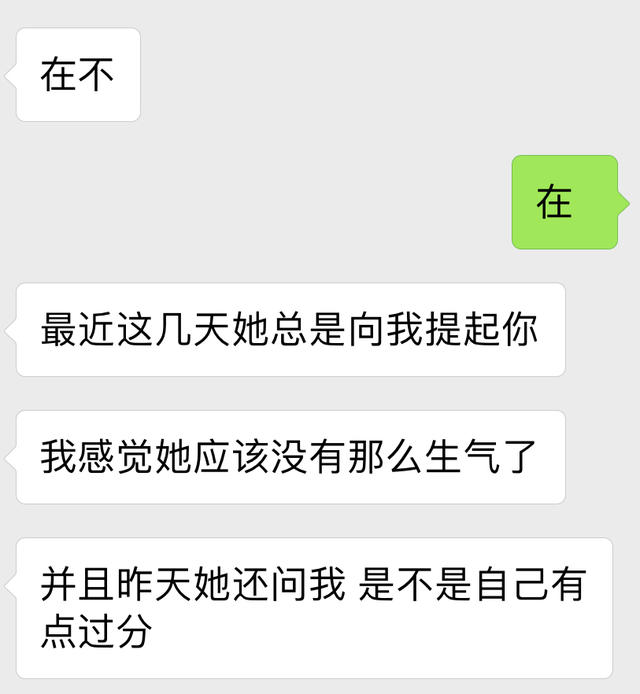 在不
在
最近这几天她总是向我提起你
我感觉她应该没有那么生气了
并且昨天她还问我 是不是自己有
点过分